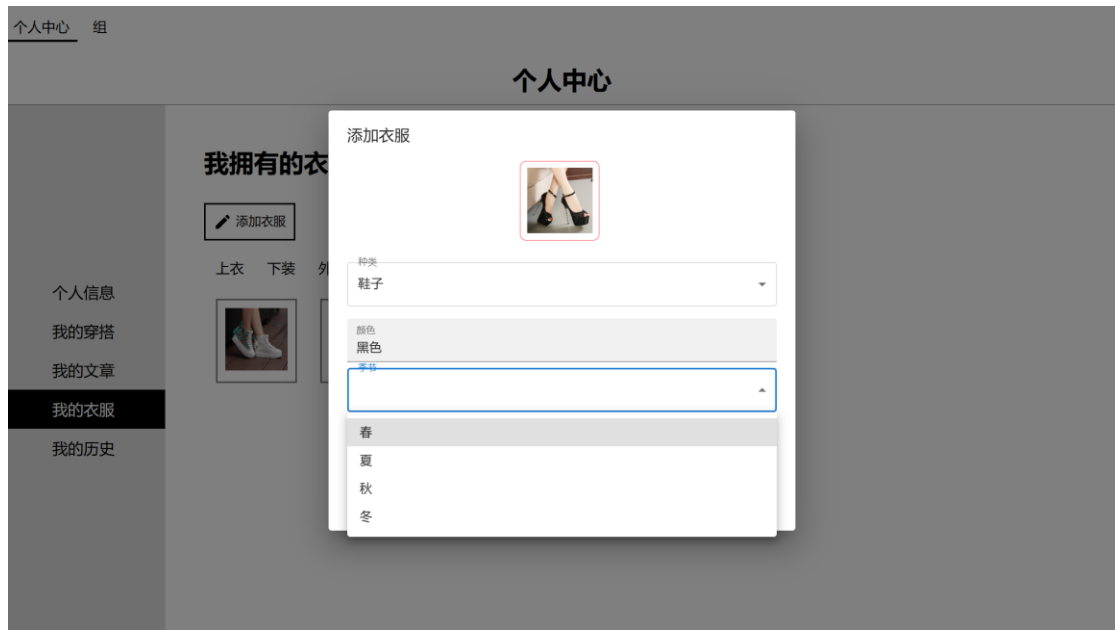 个人中心 组
个人中心
添加衣服
我拥有的衣
添加衣服
上衣 下装
种类
鞋子
颜色
黑色
季节
春
夏
秋
冬
个人信息
我的穿搭
我的文章
我的衣服
我的历史